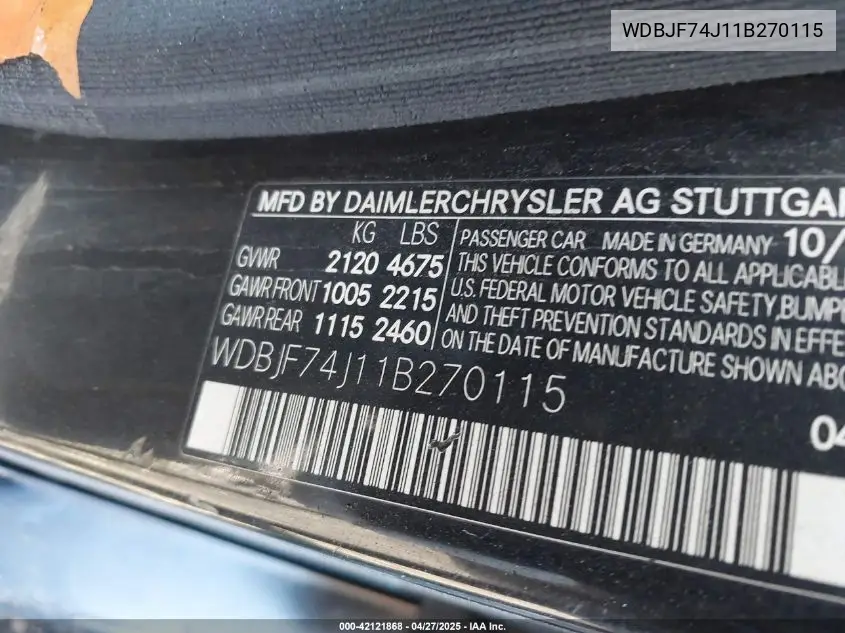 WDBJF74J11B270115
MFD BY DAIMLERCHRYSLER AG STUTTGA
KG LBS
GVWR 2120 4675
GAWR FRONT 1005 2215
GAWR REAR 1115 2460
PASSENGER CAR MADE IN GERMANY 10/
THIS VEHICLE CONFORMS TO ALL APPLICABL
U.S. FEDERAL MOTOR VEHICLE SAFETY, BUMP
AND THEFT PREVENTION STANDARDS IN EFFE
ON THE DATE OF MANUFACTURE SHOWN AB
WDBJF74J11B270115
04
000-42121868 - 04/27/2025 - IAA Inc.